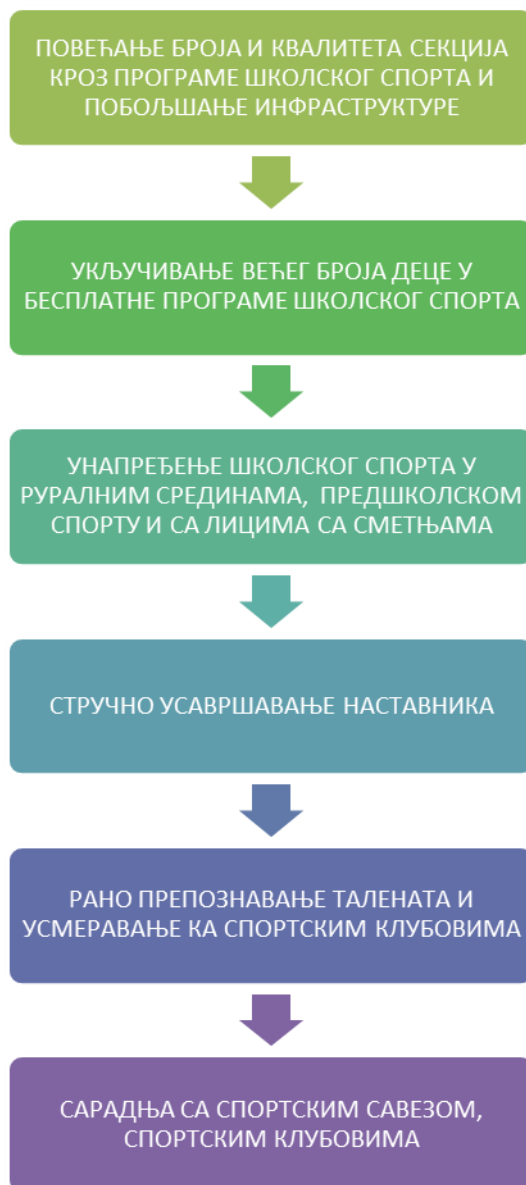 ПОВЕЋАЊЕ БРОЈА И КВАЛИТЕТА СЕКЦИЈА
КРОЗ ПРОГРАМЕ ШКОЛСКОГ СПОРТА И
ПОБОЉШАЊЕ ИНФРАСТРУКТУРЕ
УКЉУЧИВАЊЕ ВЕЋЕГ БРОЈА ДЕЦЕ У
БЕСПЛАТНЕ ПРОГРАМЕ ШКОЛСКОГ СПОРТА
УНАПРЕЂЕЊЕ ШКОЛСКОГ СПОРТА У
РУРАЛНИМ СРЕДИНАМА, ПРЕДШКОЛСКОМ
СПОРТУ И СА ЛИЦИМА СА СМЕТЊАМА
СТРУЧНО УСАВРШАВАЊЕ НАСТАВНИКА
РАНО ПРЕПОЗНАВАЊЕ ТАЛЕНАТА И
УСМЕРАВАЊЕ КА СПОРТСКИМ КЛУБОВИМА
САРАДЊА СА СПОРТСКИМ САВЕЗОМ,
СПОРТСКИМ КЛУБОВИМА